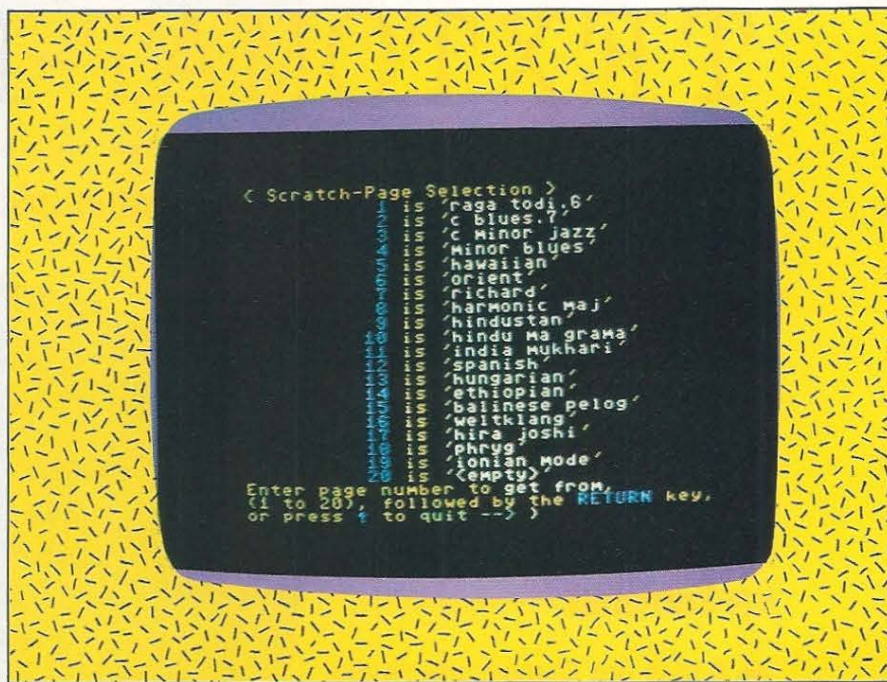 < Scratch-Page Selection >
1 is 'raga todi.6'
2 is 'c blues.7'
3 is 'c minor jazz'
4 is 'minor blues'
5 is 'hawaiian'
6 is 'orient'
7 is 'richard'
8 is 'harmonic maj'
9 is 'hindustan'
10 is 'hindu ma grama'
11 is 'india mukhari'
12 is 'spanish'
13 is 'hungarian'
14 is 'ethiopian'
15 is 'balinese pelog'
16 is 'weltklang'
17 is 'hira joshi'
18 is 'phryg'
19 is 'ionian mode'
20 is '<empty>'
Enter page number to get from,
(1 to 20), followed by the RETURN key,
or press ↑ to quit --> )